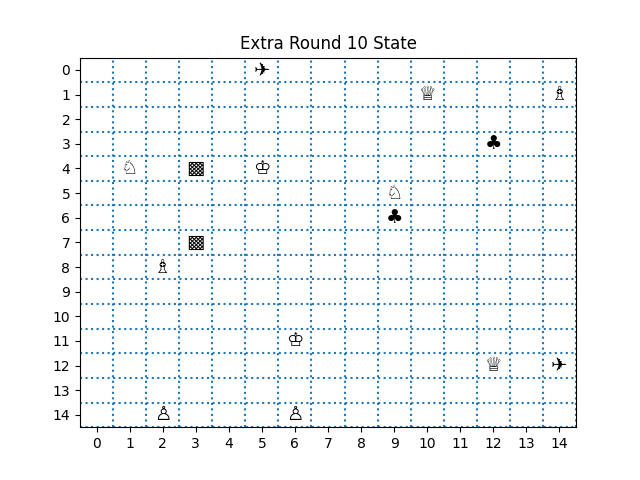 Extra Round 10 State
0 ✈
1 ♕ ♗
2
3 ♣
4 ♘ ▩ ♔
5 ♘
6 ♣
7 ▩
8 ♗
9
10
11 ♔
12 ♕ ✈
13
14 ♙ ♙
0 1 2 3 4 5 6 7 8 9 10 11 12 13 14